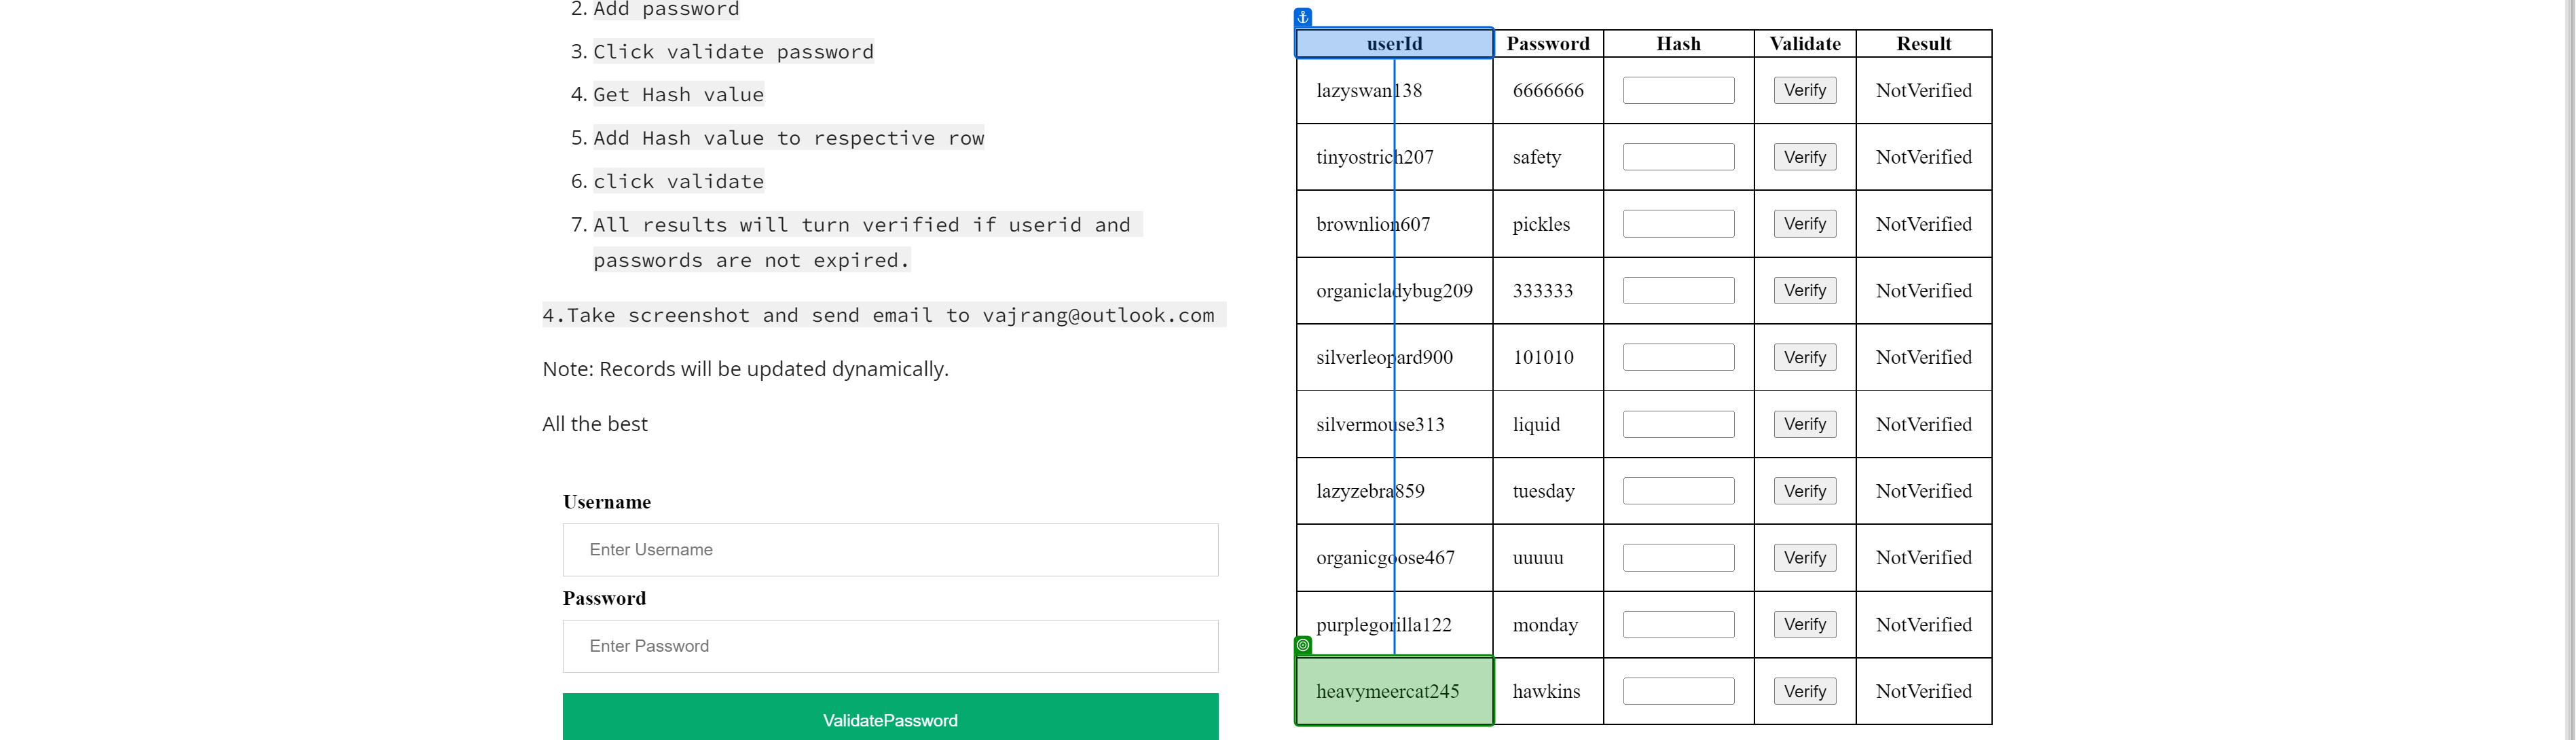 2. Add password
3. Click validate password
4. Get Hash value
5. Add Hash value to respective row
6. click validate
7. All results will turn verified if userid and
passwords are not expired.
4.Take screenshot and send email to vajrang@outlook.com
Note: Records will be updated dynamically.
All the best
Username
Enter Username
Password
Enter Password
ValidatePassword
userId Password Hash Validate Result
lazyswan138 6666666 Verify NotVerified
tinyostrich207 safety Verify NotVerified
brownlion607 pickles Verify NotVerified
organicladybug209 333333 Verify NotVerified
silverleopard900 101010 Verify NotVerified
silvermouse313 liquid Verify NotVerified
lazyzebra859 tuesday Verify NotVerified
organicgoose467 uuuuu Verify NotVerified
purplegorilla122 monday Verify NotVerified
heavymeercat245 hawkins Verify NotVerified